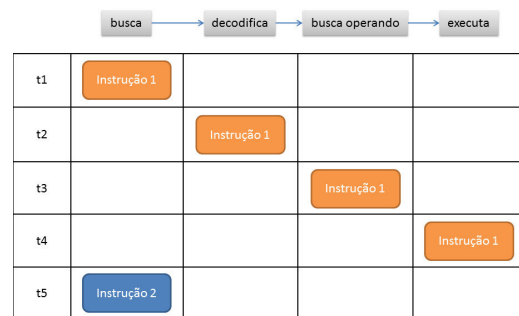 busca decodifica busca operando executa
t1 Instrução 1
t2 Instrução 1
t3 Instrução 1
t4 Instrução 1
t5 Instrução 2